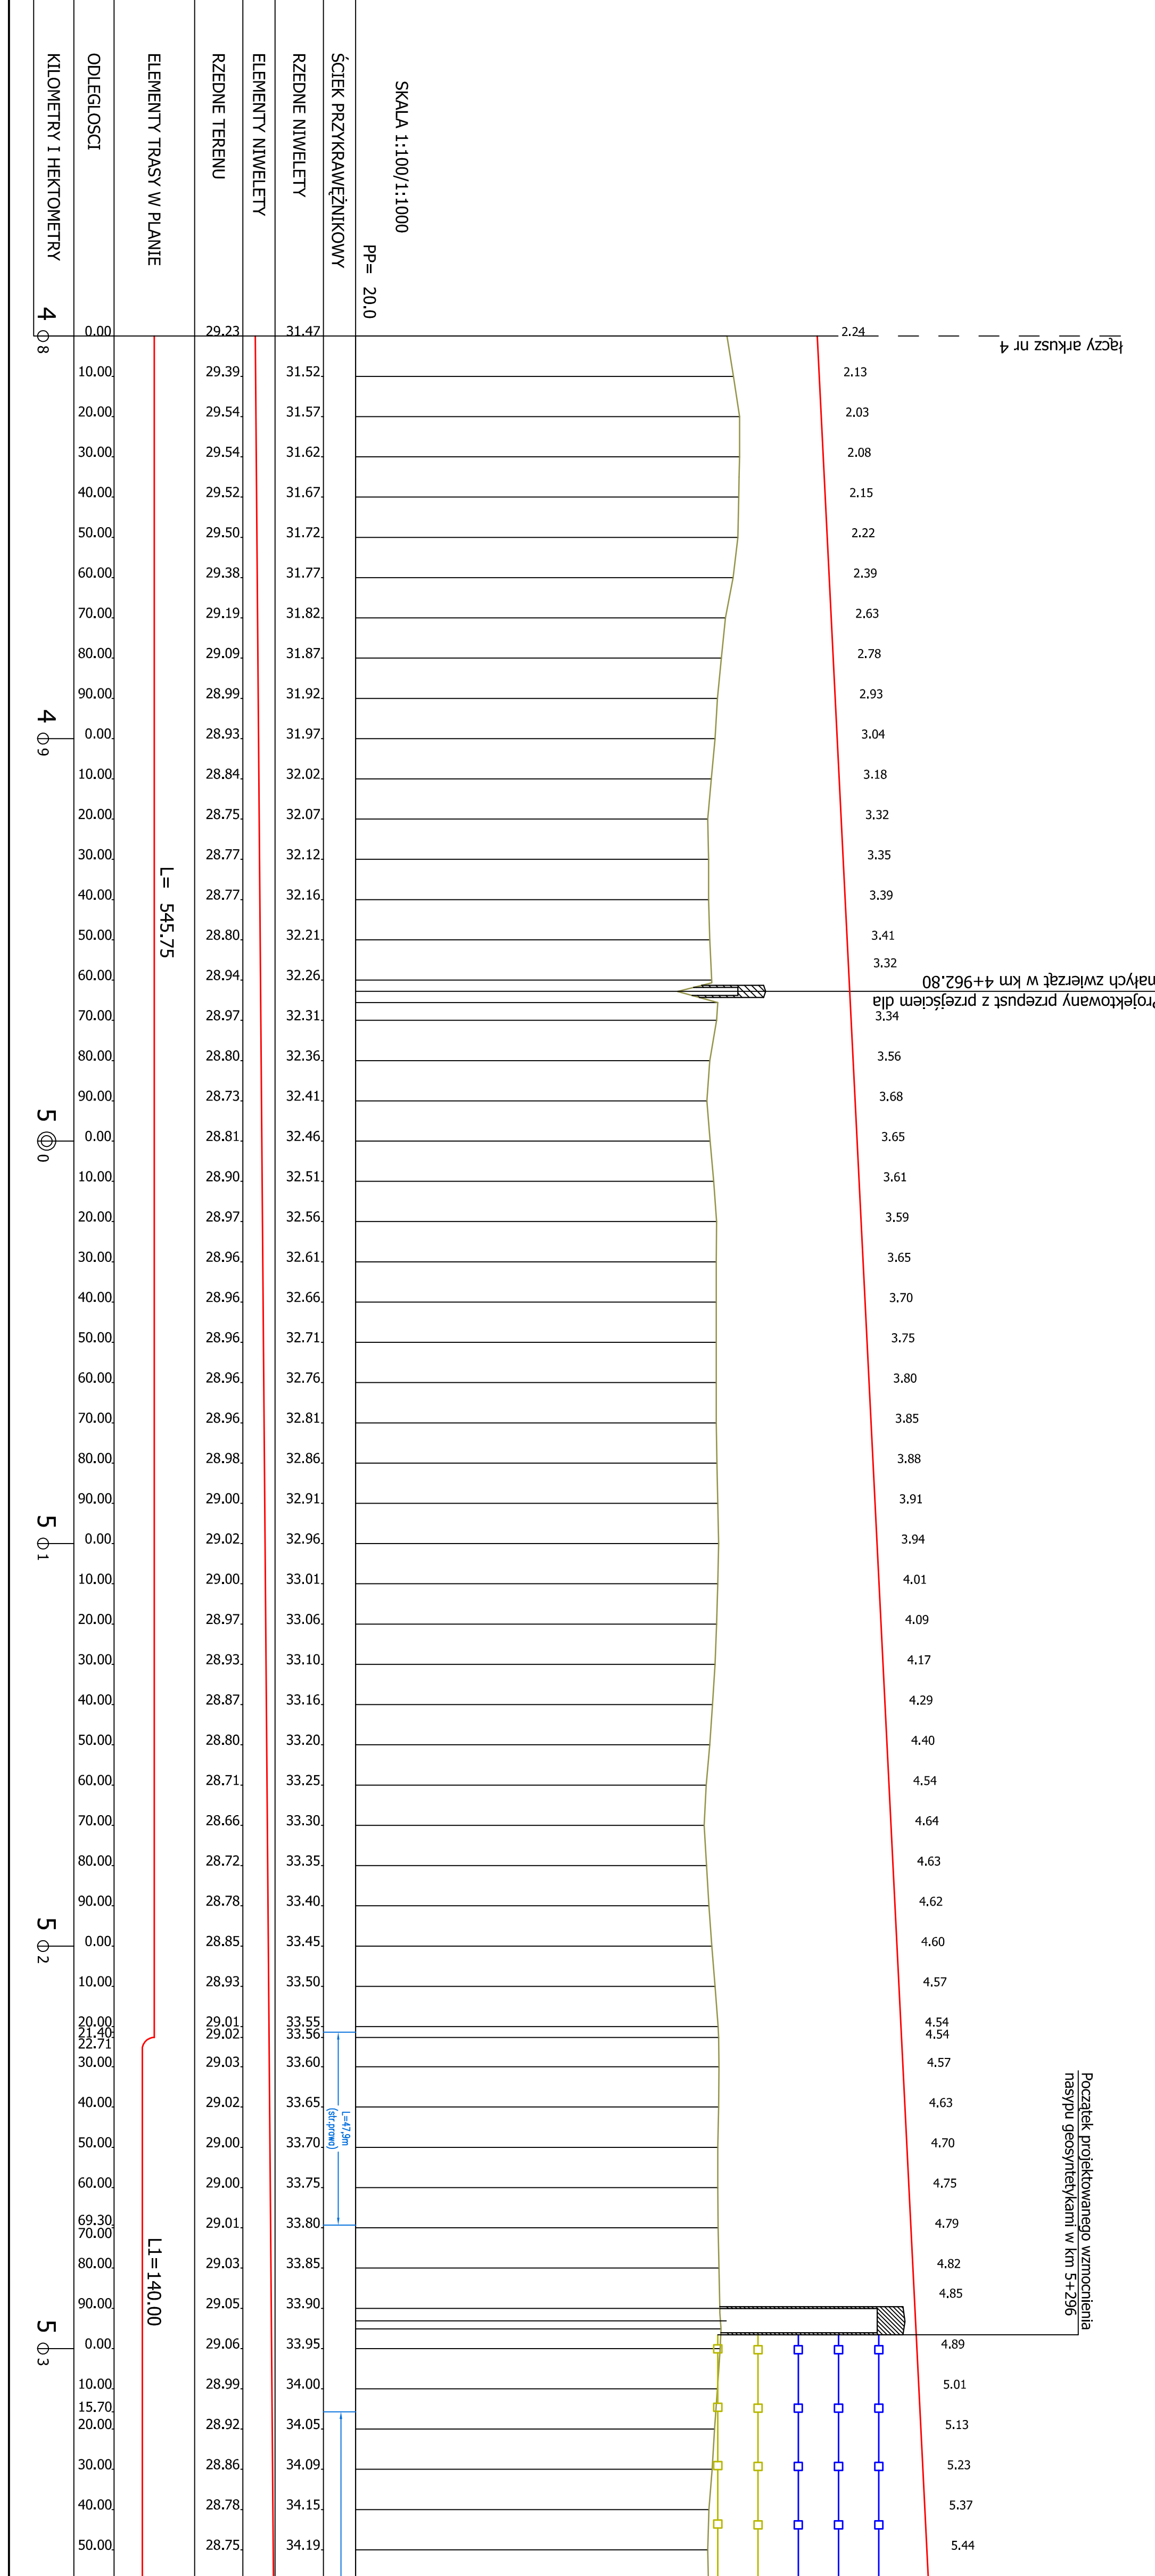 SKALA 1:100/1:1000
PP= 20.0
ŚCIEK PRZYKRAWĘŻNIKOWY
RZEDNE NIWELETY
ELEMENTY NIWELETY
RZEDNE TERENU
ELEMENTY TRASY W PLANIE
ODLEGLOSCI
KILOMETRY I HEKTOMETRY
łączy arkusz nr 4
4 8
0.00 29.23 31.47 2.24
10.00 29.39 31.52 2.13
20.00 29.54 31.57 2.03
30.00 29.54 31.62 2.08
40.00 29.52 31.67 2.15
50.00 29.50 31.72 2.22
60.00 29.38 31.77 2.39
70.00 29.19 31.82 2.63
80.00 29.09 31.87 2.78
90.00 28.99 31.92 2.93
4 9
0.00 28.93 31.97 3.04
10.00 28.84 32.02 3.18
20.00 28.75 32.07 3.32
30.00 28.77 32.12 3.35
L= 545.75
40.00 28.77 32.16 3.39
50.00 28.80 32.21 3.41
60.00 28.94 32.26 3.32
Projektowany przepust z przejściem dla
małych zwierząt w km 4+962.80
70.00 28.97 32.31 3.34
80.00 28.80 32.36 3.56
90.00 28.73 32.41 3.68
5 0
0.00 28.81 32.46 3.65
10.00 28.90 32.51 3.61
20.00 28.97 32.56 3.59
30.00 28.96 32.61 3.65
40.00 28.96 32.66 3.70
50.00 28.96 32.71 3.75
60.00 28.96 32.76 3.80
70.00 28.96 32.81 3.85
80.00 28.98 32.86 3.88
90.00 29.00 32.91 3.91
5 1
0.00 29.02 32.96 3.94
10.00 29.00 33.01 4.01
20.00 28.97 33.06 4.09
30.00 28.93 33.10 4.17
40.00 28.87 33.16 4.29
50.00 28.80 33.20 4.40
60.00 28.71 33.25 4.54
70.00 28.66 33.30 4.64
80.00 28.72 33.35 4.63
90.00 28.78 33.40 4.62
5 2
0.00 28.85 33.45 4.60
10.00 28.93 33.50 4.57
20.00 29.01 33.55 4.54
21.40 29.02 33.56 4.54
22.71
30.00 29.03 33.60 4.57
40.00 29.02 33.65 4.63
L=47,9m
(str.prawa)
50.00 29.00 33.70 4.70
60.00 29.00 33.75 4.75
69.30 29.01 33.80 4.79
70.00
80.00 29.03 33.85 4.82
L1=140.00
90.00 29.05 33.90 4.85
Początek projektowanego wzmocnienia
nasypu geosyntetykami w km 5+296
5 3
0.00 29.06 33.95 4.89
10.00 28.99 34.00 5.01
15.70
20.00 28.92 34.05 5.13
30.00 28.86 34.09 5.23
40.00 28.78 34.15 5.37
50.00 28.75 34.19 5.44